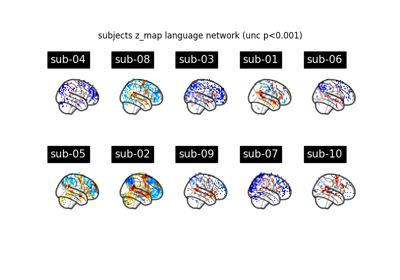 subjects z_map language network (unc p<0.001)
sub-04 sub-08 sub-03 sub-01 sub-06
sub-05 sub-02 sub-09 sub-07 sub-10